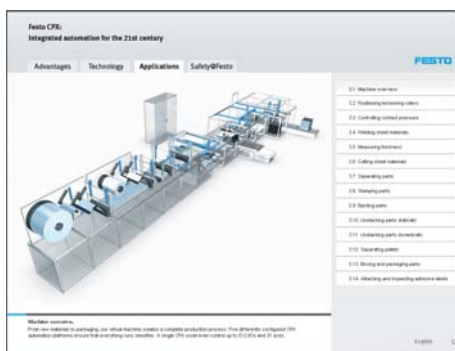 Festo CPX:
Integrated automation for the 21st century
Advantages Technology Applications Safety@Festo
FESTO
3.1 Machine overview
3.2 Positioning tensioning rollers
3.3 Controlling contact pressure
3.4 Printing sheet materials
3.5 Measuring thickness
3.6 Cutting sheet materials
3.7 Separating parts
3.8 Stamping parts
3.9 Ejecting parts
3.10 Unstacking parts statically
3.11 Unstacking parts dynamically
3.12 Separating pallets
3.13 Boxing and packaging parts
3.14 Attaching and inspecting adhesive labels
Machine overview.
From raw materials to packaging, our virtual machine creates a complete production process. Five differently configured CPX
automation platforms ensure that everything runs smoothly. A single CPX could even control up to 512 I/Os and 31 axes.
English